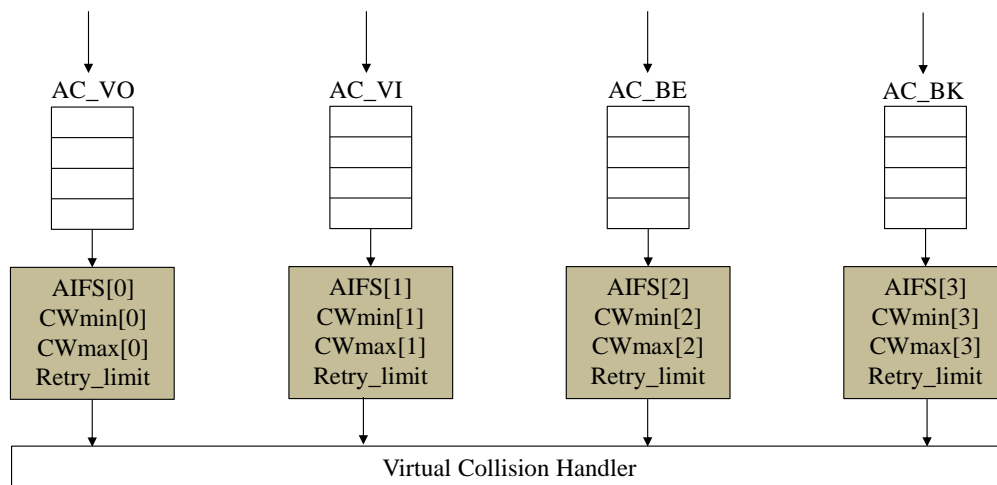 AC_VO
AC_VI
AC_BE
AC_BK
AIFS[0]
CWmin[0]
CWmax[0]
Retry_limit
AIFS[1]
CWmin[1]
CWmax[1]
Retry_limit
AIFS[2]
CWmin[2]
CWmax[2]
Retry_limit
AIFS[3]
CWmin[3]
CWmax[3]
Retry_limit
Virtual Collision Handler